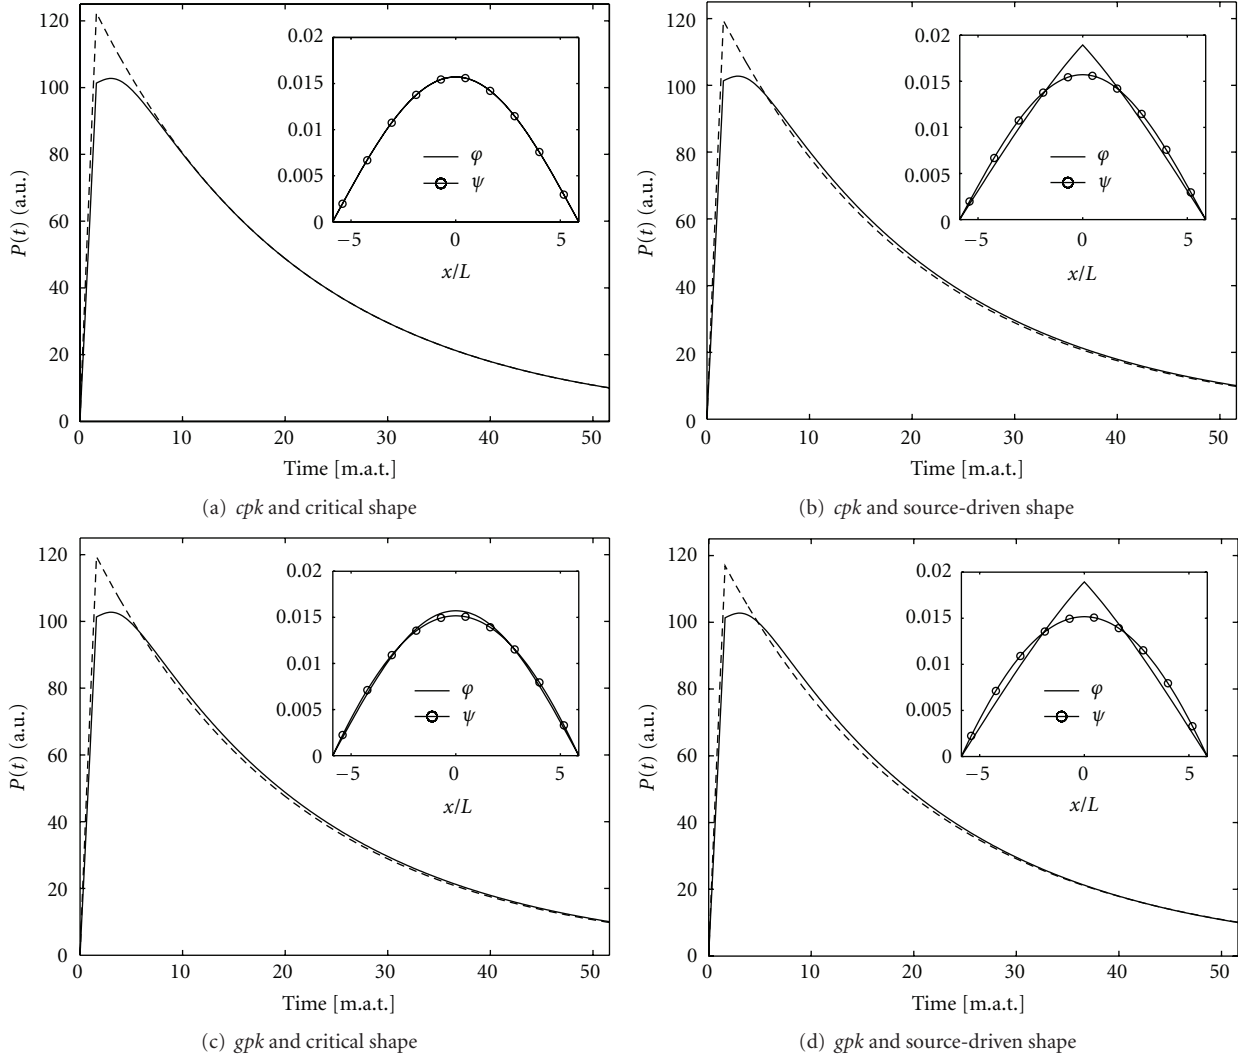 120
100
80
60
40
20
0
P(t) (a.u.)
0 10 20 30 40 50
Time [m.a.t.]
0.02
0.015
0.01
0.005
0
−5 0 5
x/L
φ
ψ
(a) cpk and critical shape
120
100
80
60
40
20
0
P(t) (a.u.)
0 10 20 30 40 50
Time [m.a.t.]
0.02
0.015
0.01
0.005
0
−5 0 5
x/L
φ
ψ
(b) cpk and source-driven shape
120
100
80
60
40
20
0
P(t) (a.u.)
0 10 20 30 40 50
Time [m.a.t.]
0.02
0.015
0.01
0.005
0
−5 0 5
x/L
φ
ψ
(c) gpk and critical shape
120
100
80
60
40
20
0
P(t) (a.u.)
0 10 20 30 40 50
Time [m.a.t.]
0.02
0.015
0.01
0.005
0
−5 0 5
x/L
φ
ψ
(d) gpk and source-driven shape